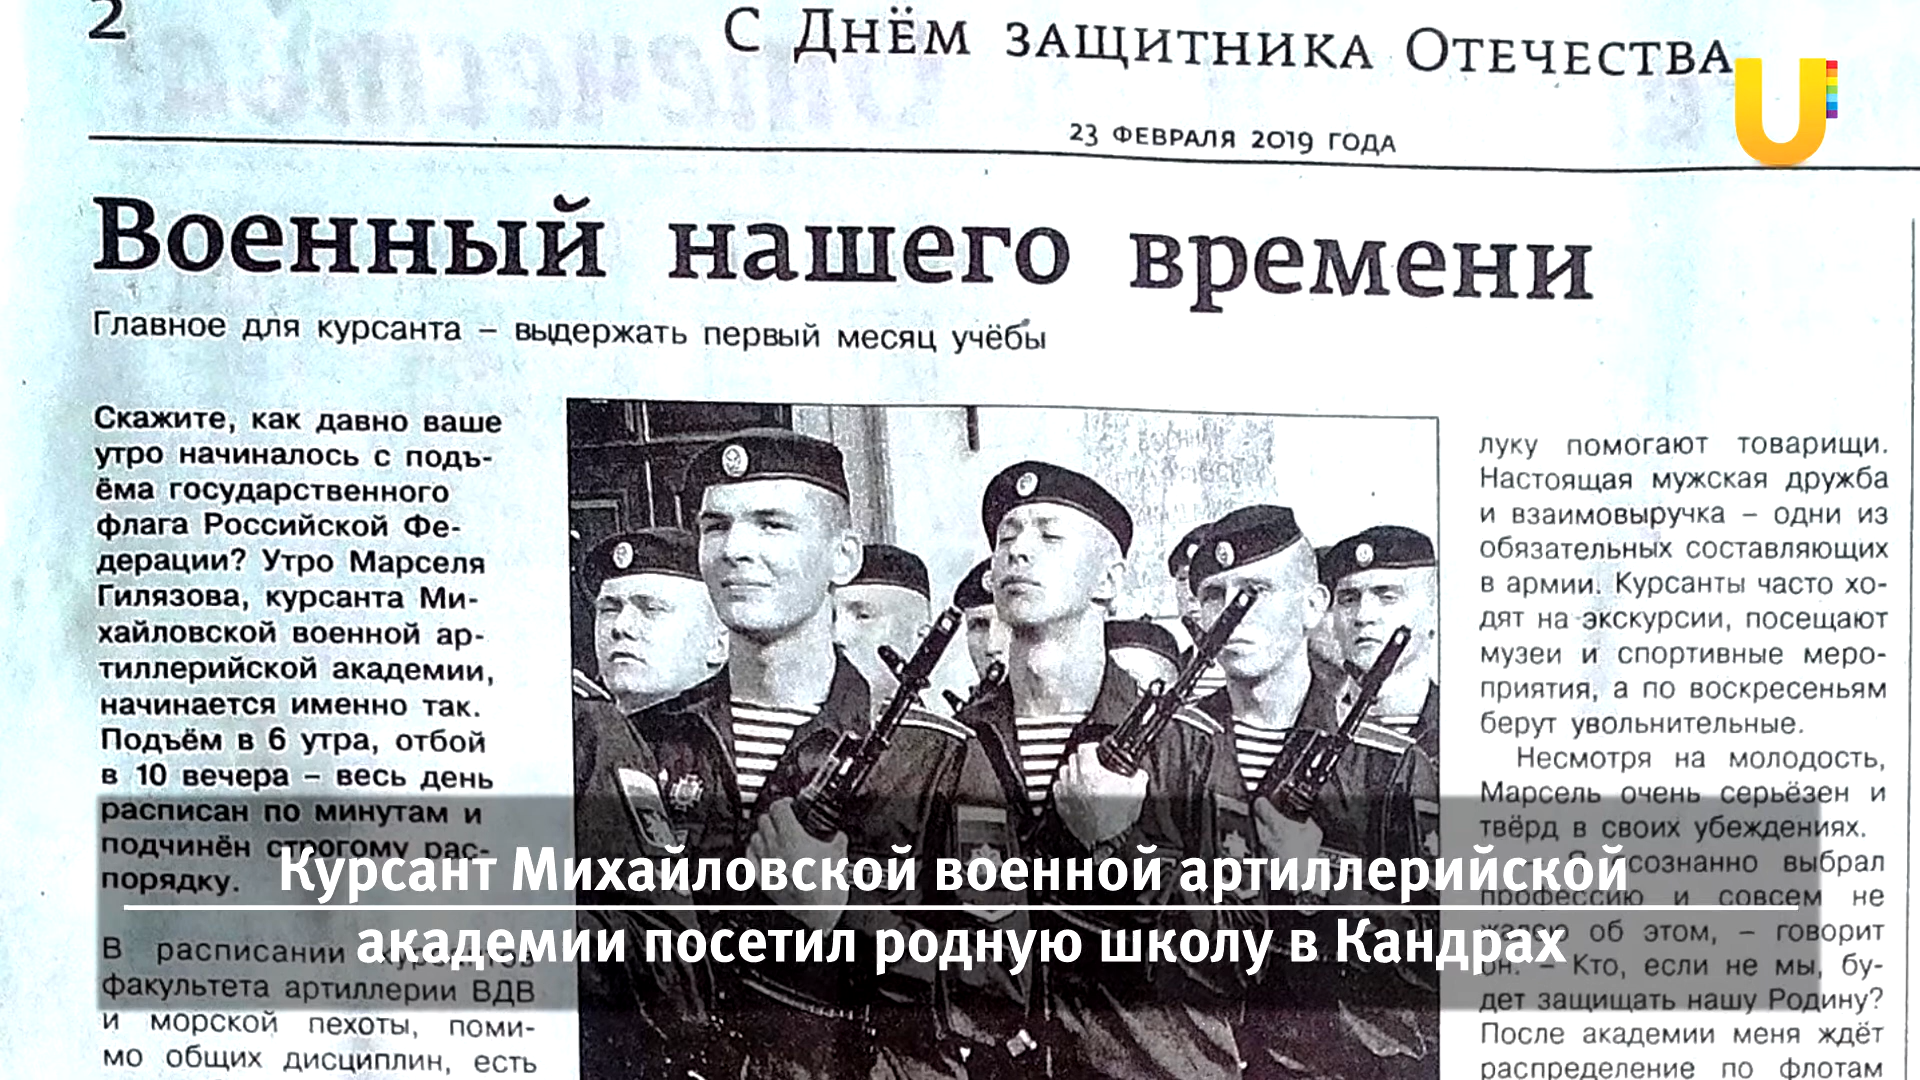 2
С Днём защитника Отечества
23 февраля 2019 года
Военный нашего времени
Главное для курсанта – выдержать первый месяц учёбы
Скажите, как давно ваше
утро начиналось с подъ-
ёма государственного
флага Российской Фе-
дерации? Утро Марселя
Гилязова, курсанта Ми-
хайловской военной ар-
тиллерийской академии,
начинается именно так.
Подъём в 6 утра, отбой
в 10 вечера – весь день
расписан по минутам и
подчинён строгому рас-
порядку.
В расписании курсантов
факультета артиллерии ВДВ
и морской пехоты, поми-
мо общих дисциплин, есть
луку помогают товарищи.
Настоящая мужская дружба
и взаимовыручка – одни из
обязательных составляющих
в армии. Курсанты часто хо-
дят на экскурсии, посещают
музеи и спортивные меро-
приятия, а по воскресеньям
берут увольнительные.
Несмотря на молодость,
Марсель очень серьёзен и
твёрд в своих убеждениях.
– Я осознанно выбрал
профессию и совсем не
жалею об этом, – говорит
он. – Кто, если не мы, бу-
дет защищать нашу Родину?
После академии меня ждёт
распределение по флотам
U
Курсант Михайловской военной артиллерийской
академии посетил родную школу в Кандрах